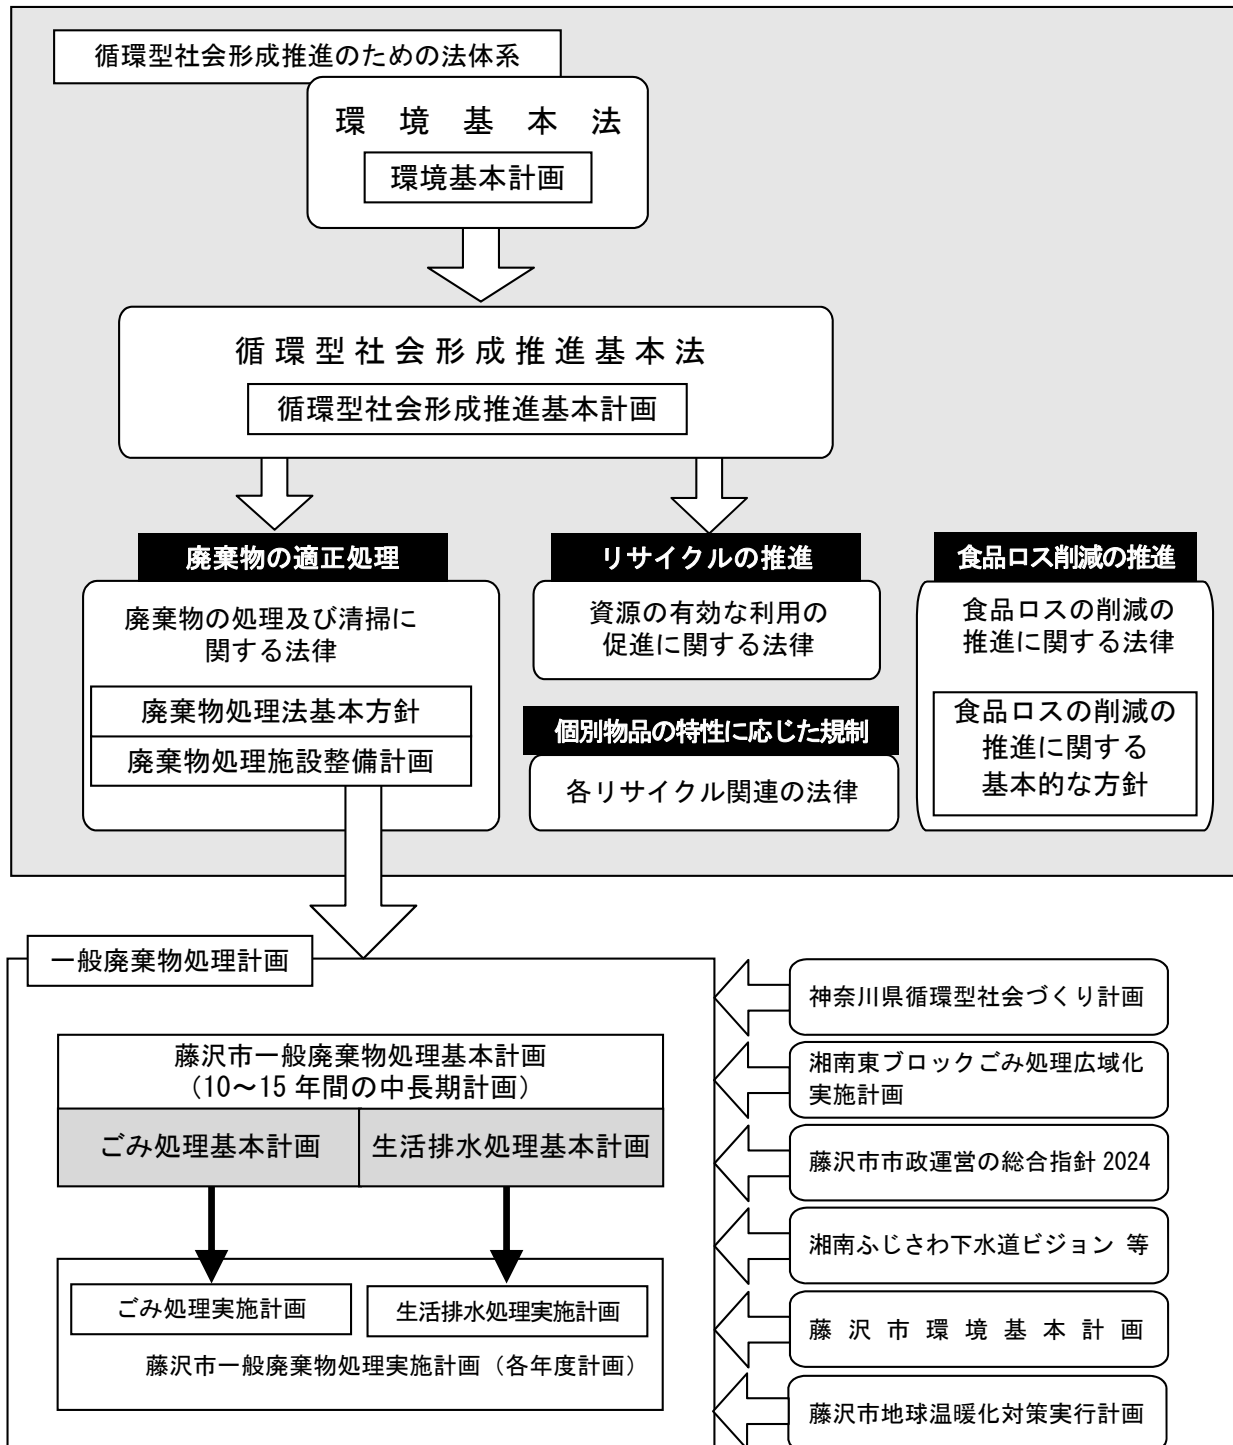 循環型社会形成推進のための法体系
環境基本法
環境基本計画
循環型社会形成推進基本法
循環型社会形成推進基本計画
廃棄物の適正処理
廃棄物の処理及び清掃に
関する法律
廃棄物処理法基本方針
廃棄物処理施設整備計画
リサイクルの推進
資源の有効な利用の
促進に関する法律
個別物品の特性に応じた規制
各リサイクル関連の法律
食品ロス削減の推進
食品ロスの削減の
推進に関する法律
食品ロスの削減の
推進に関する
基本的な方針
一般廃棄物処理計画
藤沢市一般廃棄物処理基本計画
（10～15 年間の中長期計画）
ごみ処理基本計画
生活排水処理基本計画
ごみ処理実施計画
生活排水処理実施計画
藤沢市一般廃棄物処理実施計画（各年度計画）
神奈川県循環型社会づくり計画
湘南東ブロックごみ処理広域化
実施計画
藤沢市市政運営の総合指針 2024
湘南ふじさわ下水道ビジョン 等
藤沢市環境基本計画
藤沢市地球温暖化対策実行計画